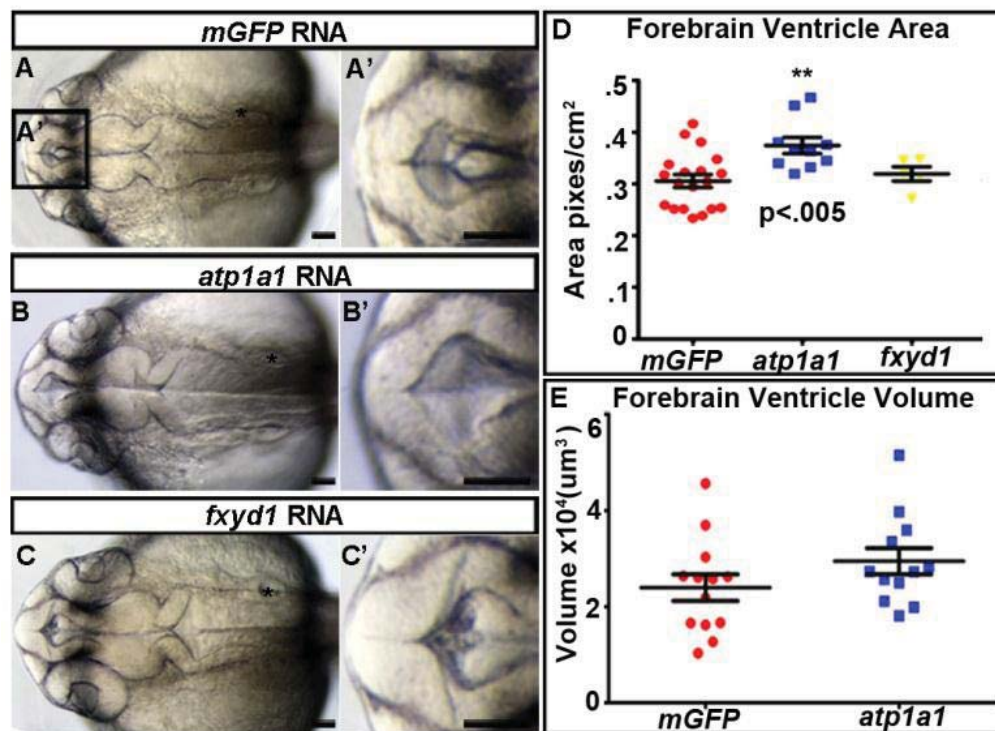 mGFP RNA
A
A'
A'
*
atp1a1 RNA
B
B'
*
fxyd1 RNA
C
C'
*
D Forebrain Ventricle Area
Area pixes/cm²
.5
.4
.3
.2
.1
0
**
p<.005
mGFP atp1a1 fxyd1
E Forebrain Ventricle Volume
Volume x10⁴(um³)
6
4
2
0
mGFP atp1a1